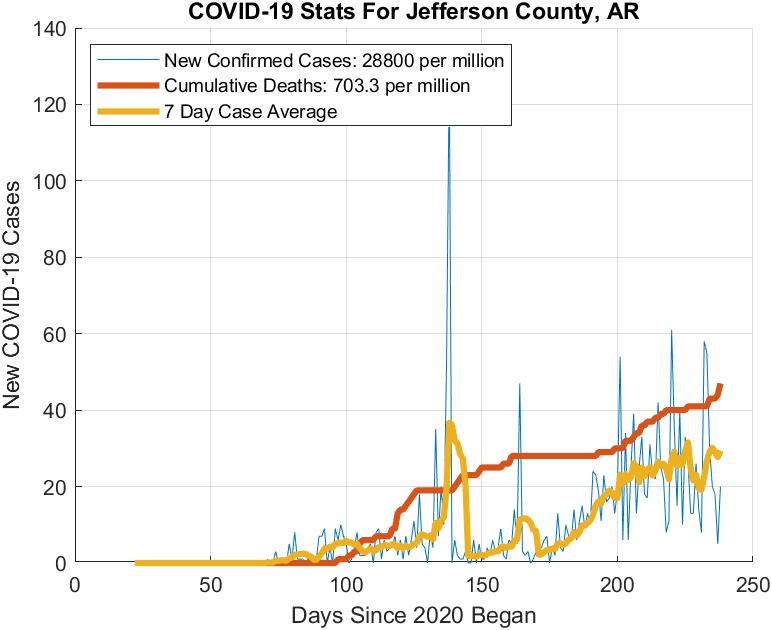 COVID-19 Stats For Jefferson County, AR
New Confirmed Cases: 28800 per million
Cumulative Deaths: 703.3 per million
7 Day Case Average
New COVID-19 Cases
140
120
100
80
60
40
20
0
0 50 100 150 200 250
Days Since 2020 Began